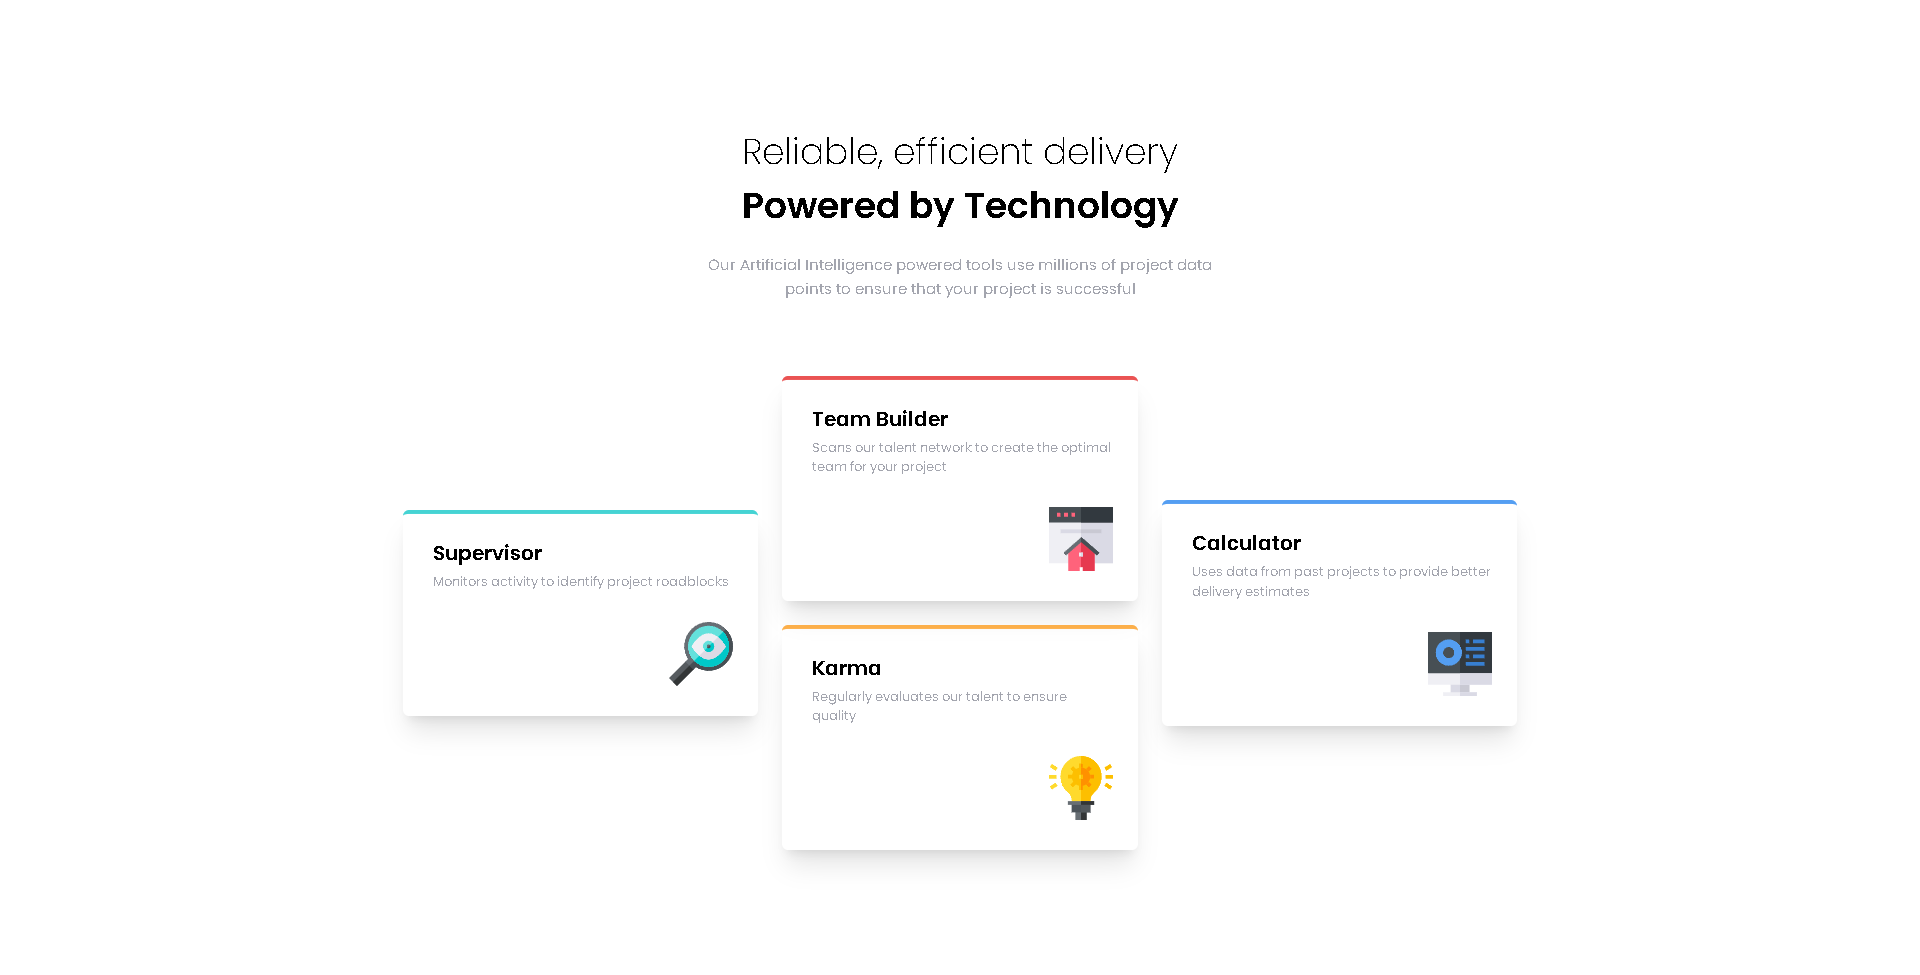 Reliable, efficient delivery
Powered by Technology
Our Artificial Intelligence powered tools use millions of project data
points to ensure that your project is successful
Supervisor
Monitors activity to identify project roadblocks
Team Builder
Scans our talent network to create the optimal
team for your project
Karma
Regularly evaluates our talent to ensure
quality
Calculator
Uses data from past projects to provide better
delivery estimates